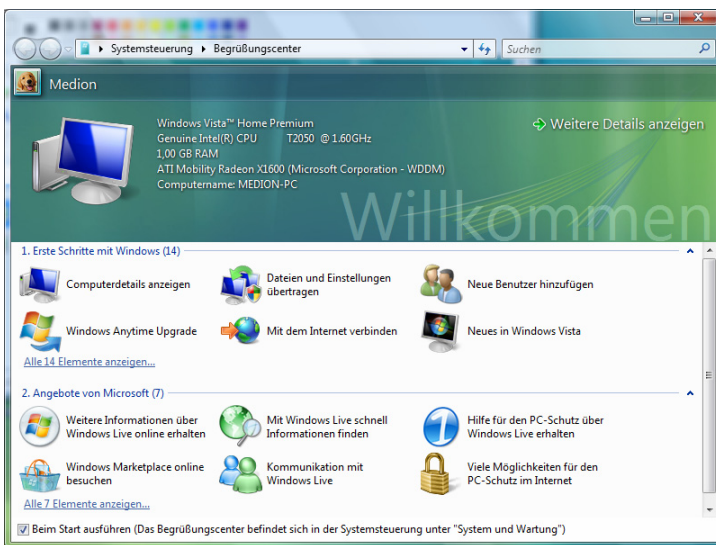 Systemsteuerung
Begrüßungscenter
Suchen
Medion
Windows Vista™ Home Premium
Genuine Intel(R) CPU T2050 @ 1.60GHz
1,00 GB RAM
ATI Mobility Radeon X1600 (Microsoft Corporation - WDDM)
Computername: MEDION-PC
Weitere Details anzeigen
Willkommen
1. Erste Schritte mit Windows (14)
Computerdetails anzeigen
Dateien und Einstellungen
übertragen
Neue Benutzer hinzufügen
Windows Anytime Upgrade
Mit dem Internet verbinden
Neues in Windows Vista
Alle 14 Elemente anzeigen...
2. Angebote von Microsoft (7)
Weitere Informationen über
Windows Live online erhalten
Mit Windows Live schnell
Informationen finden
Hilfe für den PC-Schutz über
Windows Live erhalten
Windows Marketplace online
besuchen
Kommunikation mit
Windows Live
Viele Möglichkeiten für den
PC-Schutz im Internet
Alle 7 Elemente anzeigen...
Beim Start ausführen (Das Begrüßungscenter befindet sich in der Systemsteuerung unter "System und Wartung")